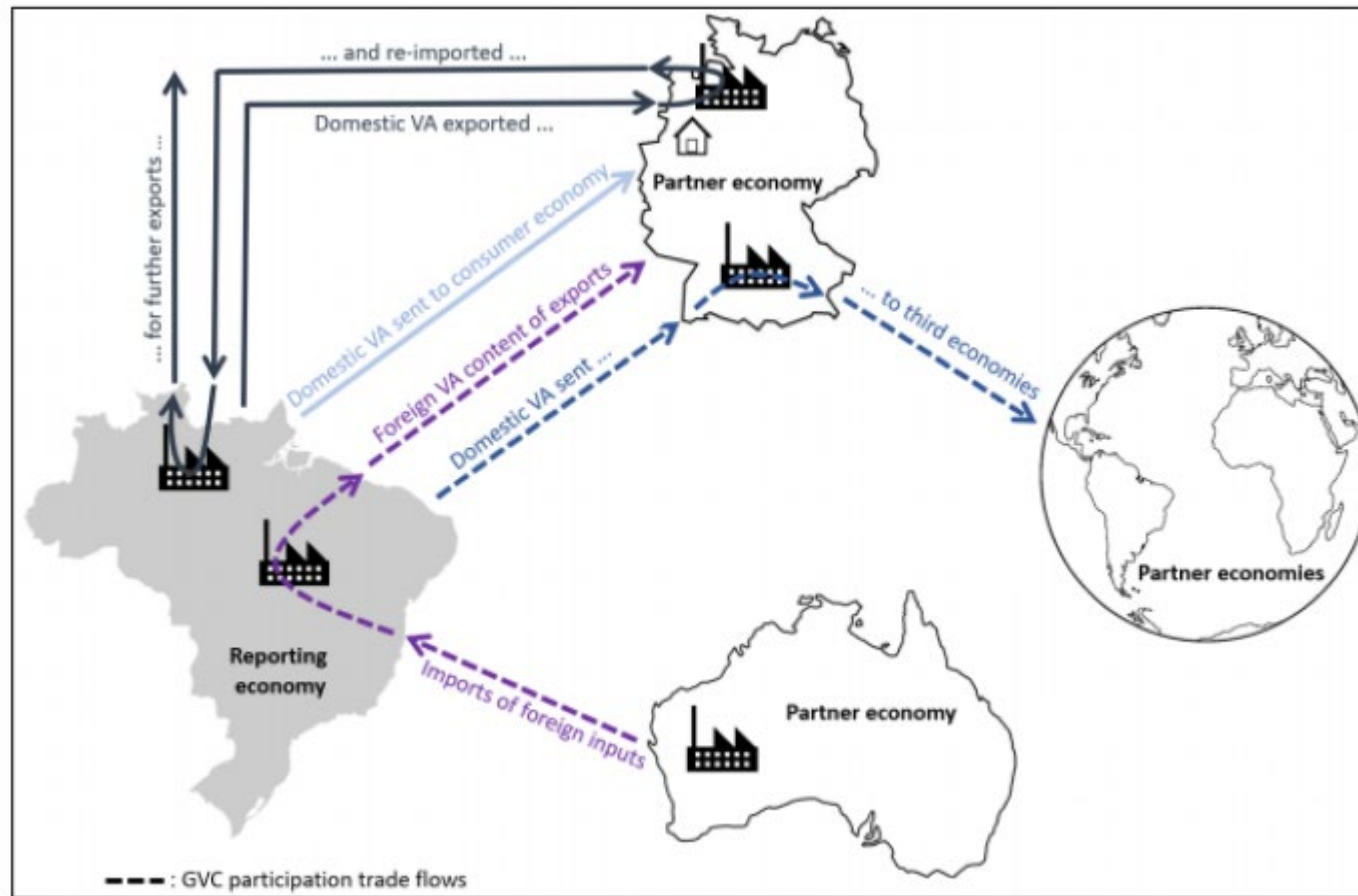 ... and re-imported ...
Domestic VA exported ...
... for further exports ...
Partner economy
Domestic VA sent to consumer economy
Foreign VA content of exports
Domestic VA sent ...
... to third economies
Partner economies
Reporting
economy
Imports of foreign inputs
Partner economy
: GVC participation trade flows